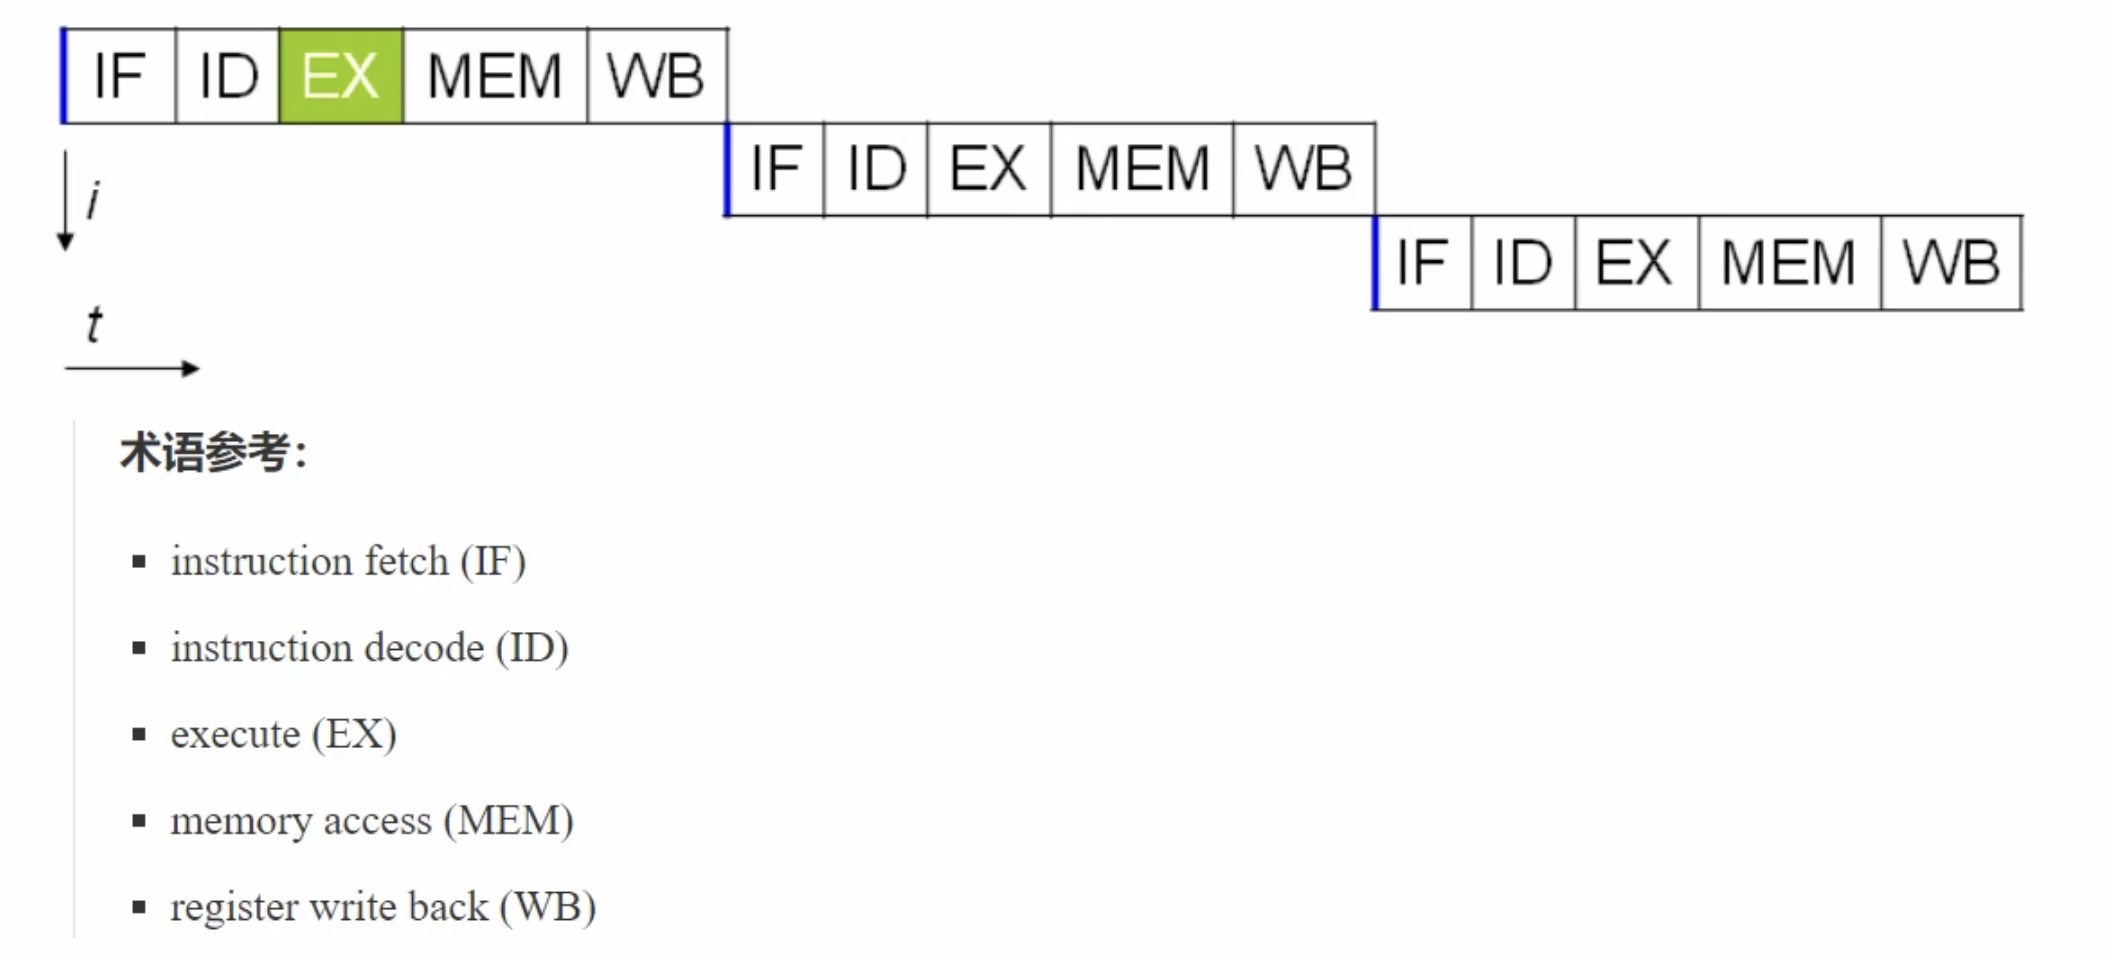 IF ID EX MEM WB
IF ID EX MEM WB
i
IF ID EX MEM WB
t
术语参考：
instruction fetch (IF)
instruction decode (ID)
execute (EX)
memory access (MEM)
register write back (WB)